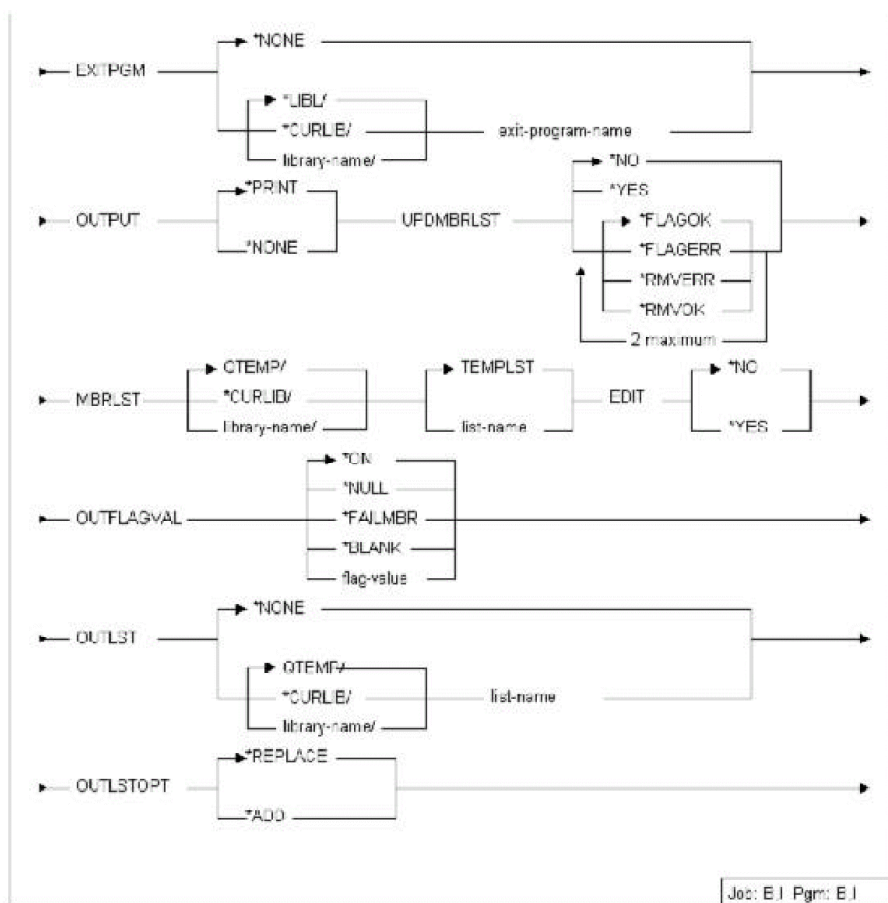 *NONE
EXITPGM
*LIBL/
*CURLIB/ exit-program-name
library-name/
*NO
*PRINT
*YES
OUTPUT UPDMBRLST *FLAGOK
*NONE *FLAGERR
*RMVERR
*RMVOK
2 maximum
QTEMP/ TEMPLST *NO
MBRLST *CURLIB/ EDIT
library-name/ list-name *YES
*ON
*NULL
OUTFLAGVAL *FAILMBR
*BLANK
flag-value
*NONE
OUTLST
QTEMP/
*CURLIB/ list-name
library-name/
*REPLACE
OUTLSTOPT
*ADD
Job: B,I Pgm: B,I